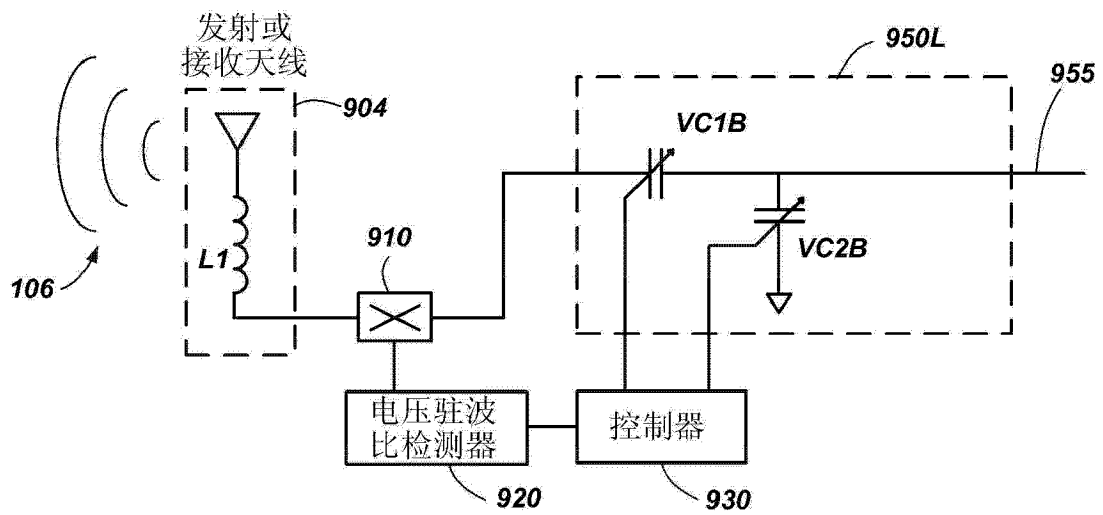 发射或
接收天线
904
106
L1
910
950L
955
VC1B
VC2B
电压驻波
比检测器
920
控制器
930